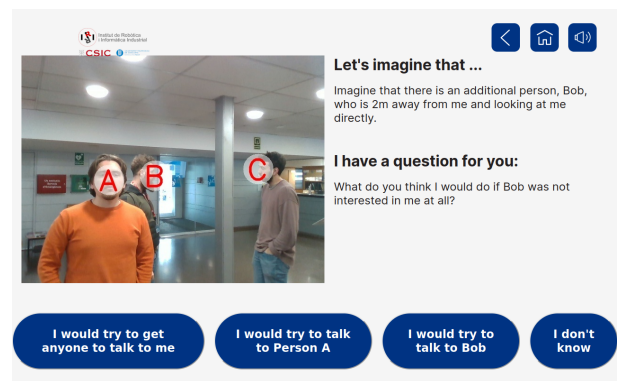 Institut de Robòtica
i Informàtica Industrial
CSIC
Let's imagine that ...
Imagine that there is an additional person, Bob,
who is 2m away from me and looking at me
directly.
I have a question for you:
What do you think I would do if Bob was not
interested in me at all?
A
B
C
I would try to get
anyone to talk to me
I would try to talk
to Person A
I would try to
talk to Bob
I don't
know